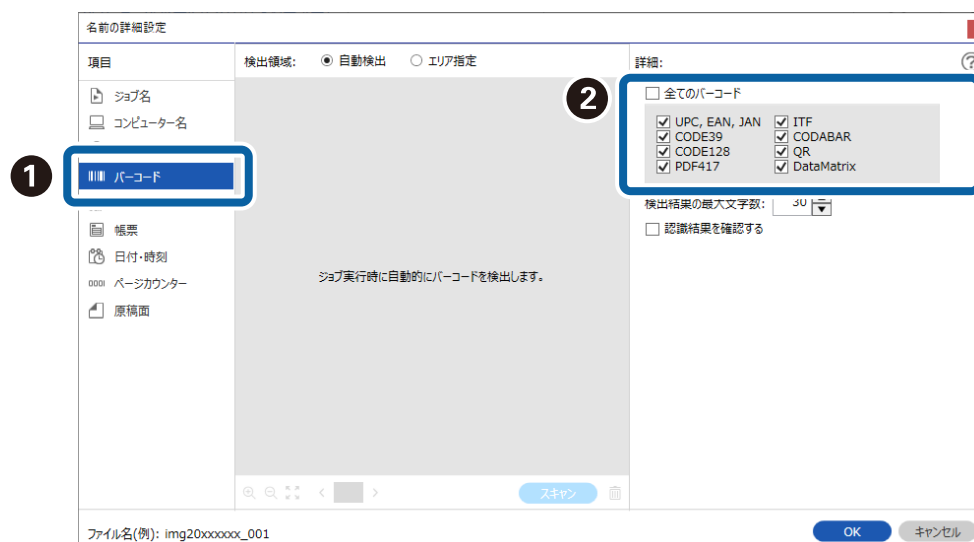 名前の詳細設定
項目
検出領域: 自動検出 エリア指定
詳細:
ジョブ名
コンピューター名
1
バーコード
帳票
日付・時刻
ページカウンター
原稿面
ジョブ実行時に自動的にバーコードを検出します。
スキャン
2
全てのバーコード
UPC, EAN, JAN ITF
CODE39 CODABAR
CODE128 QR
PDF417 DataMatrix
検出結果の最大文字数: 30
認識結果を確認する
ファイル名(例): img20xxxxxx_001
OK キャンセル